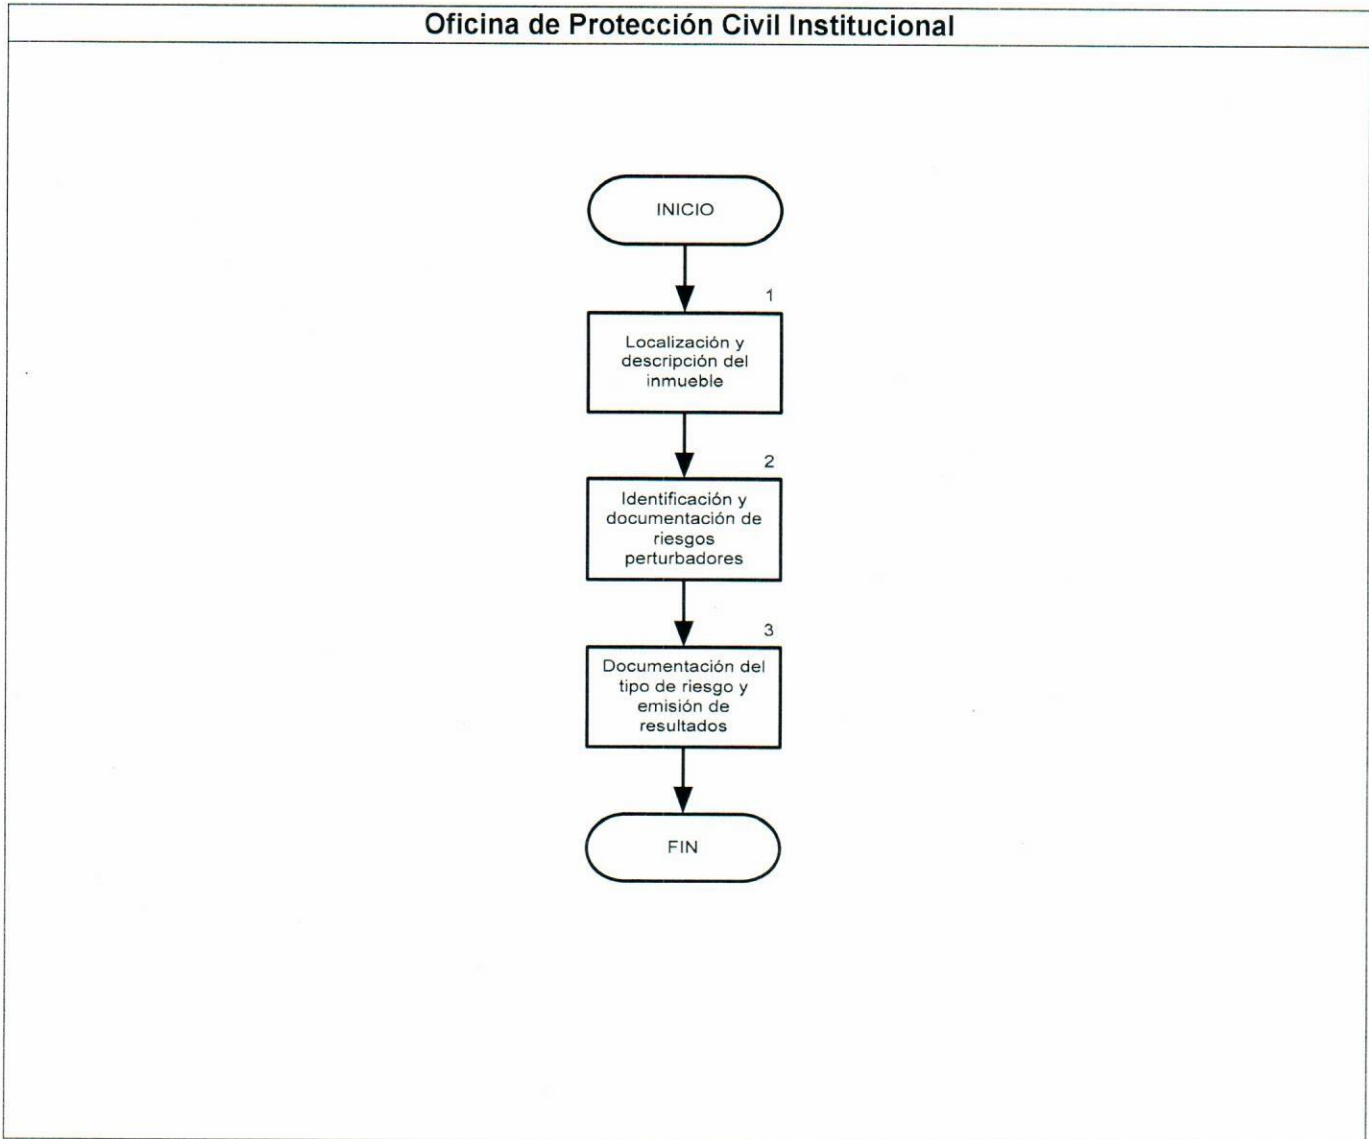 Oficina de Protección Civil Institucional
INICIO
1
Localización y
descripción del
inmueble
2
Identificación y
documentación de
riesgos
perturbadores
3
Documentación del
tipo de riesgo y
emisión de
resultados
FIN